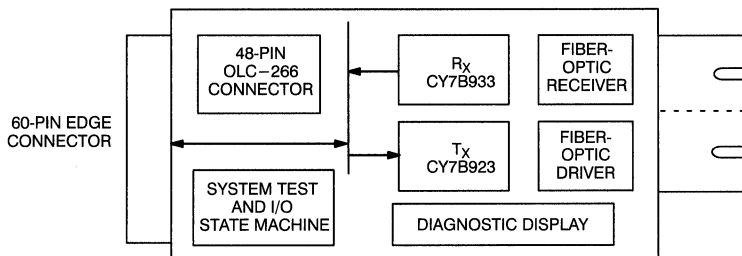 48-PIN
OLC-266
CONNECTOR
RX
CY7B933
FIBER-
OPTIC
RECEIVER
60-PIN EDGE
CONNECTOR
TX
CY7B923
FIBER-
OPTIC
DRIVER
SYSTEM TEST
AND I/O
STATE MACHINE
DIAGNOSTIC DISPLAY